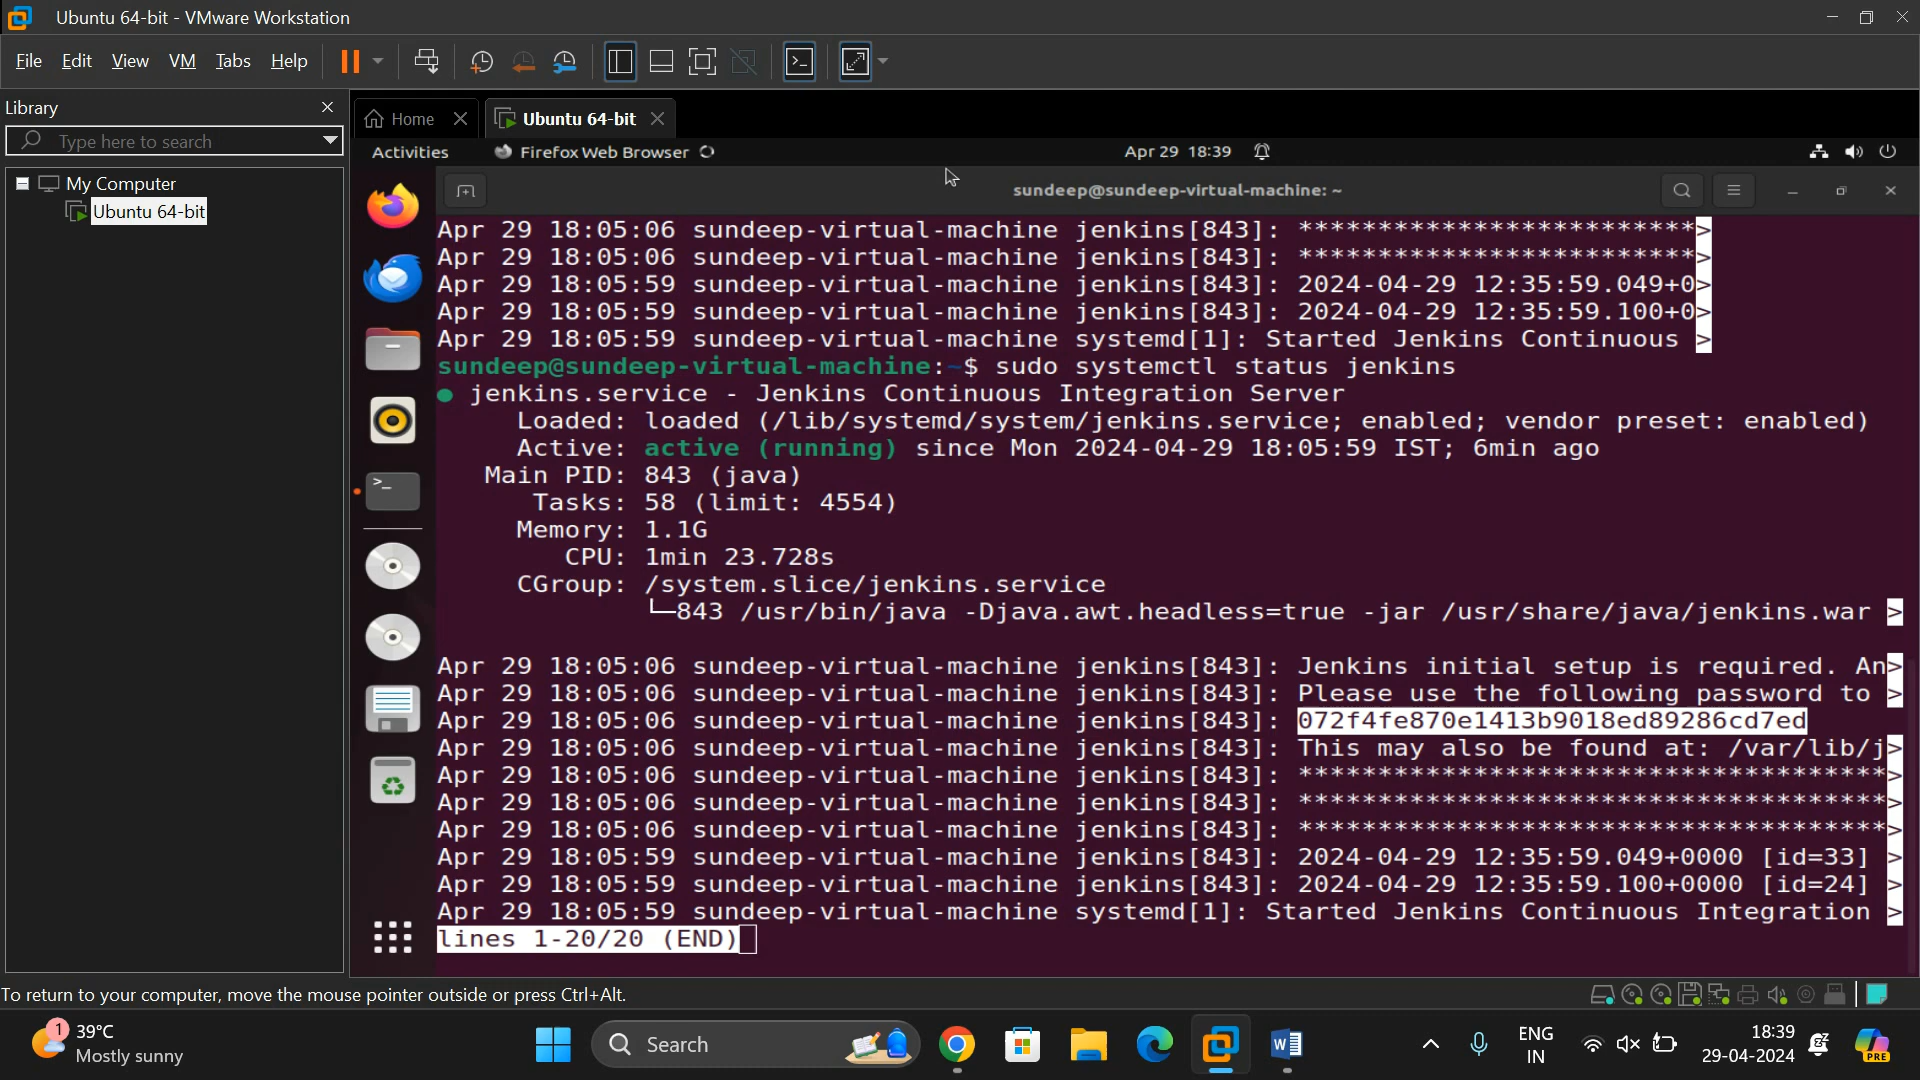 Ubuntu 64-bit - VMware Workstation
File Edit View VM Tabs Help
Library
Type here to search
My Computer
Ubuntu 64-bit
Home
Ubuntu 64-bit
Activities Firefox Web Browser Apr 29 18:39
sundeep@sundeep-virtual-machine: ~
Apr 29 18:05:06 sundeep-virtual-machine jenkins[843]: *************************>
Apr 29 18:05:06 sundeep-virtual-machine jenkins[843]: *************************>
Apr 29 18:05:59 sundeep-virtual-machine jenkins[843]: 2024-04-29 12:35:59.049+0>
Apr 29 18:05:59 sundeep-virtual-machine jenkins[843]: 2024-04-29 12:35:59.100+0>
Apr 29 18:05:59 sundeep-virtual-machine systemd[1]: Started Jenkins Continuous >
sundeep@sundeep-virtual-machine:~$ sudo systemctl status jenkins
● jenkins.service - Jenkins Continuous Integration Server
Loaded: loaded (/lib/systemd/system/jenkins.service; enabled; vendor preset: enabled)
Active: active (running) since Mon 2024-04-29 18:05:59 IST; 6min ago
Main PID: 843 (java)
Tasks: 58 (limit: 4554)
Memory: 1.1G
CPU: 1min 23.728s
CGroup: /system.slice/jenkins.service
└─843 /usr/bin/java -Djava.awt.headless=true -jar /usr/share/java/jenkins.war >
Apr 29 18:05:06 sundeep-virtual-machine jenkins[843]: Jenkins initial setup is required. An>
Apr 29 18:05:06 sundeep-virtual-machine jenkins[843]: Please use the following password to >
Apr 29 18:05:06 sundeep-virtual-machine jenkins[843]: 072f4fe870e1413b9018ed89286cd7ed
Apr 29 18:05:06 sundeep-virtual-machine jenkins[843]: This may also be found at: /var/lib/j>
Apr 29 18:05:06 sundeep-virtual-machine jenkins[843]: *************************************>
Apr 29 18:05:06 sundeep-virtual-machine jenkins[843]: *************************************>
Apr 29 18:05:06 sundeep-virtual-machine jenkins[843]: *************************************>
Apr 29 18:05:59 sundeep-virtual-machine jenkins[843]: 2024-04-29 12:35:59.049+0000 [id=33] >
Apr 29 18:05:59 sundeep-virtual-machine jenkins[843]: 2024-04-29 12:35:59.100+0000 [id=24] >
Apr 29 18:05:59 sundeep-virtual-machine systemd[1]: Started Jenkins Continuous Integration >
lines 1-20/20 (END)
To return to your computer, move the mouse pointer outside or press Ctrl+Alt.
1
39°C
Mostly sunny
Search
ENG
IN
18:39
29-04-2024
PRE